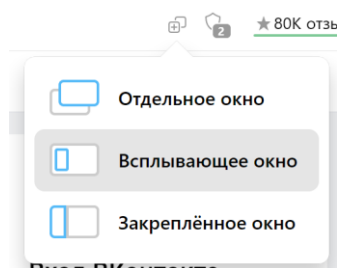 2 ★ 80K отзы
Отдельное окно
Всплывающее окно
Закреплённое окно
Вход ВКонтакте